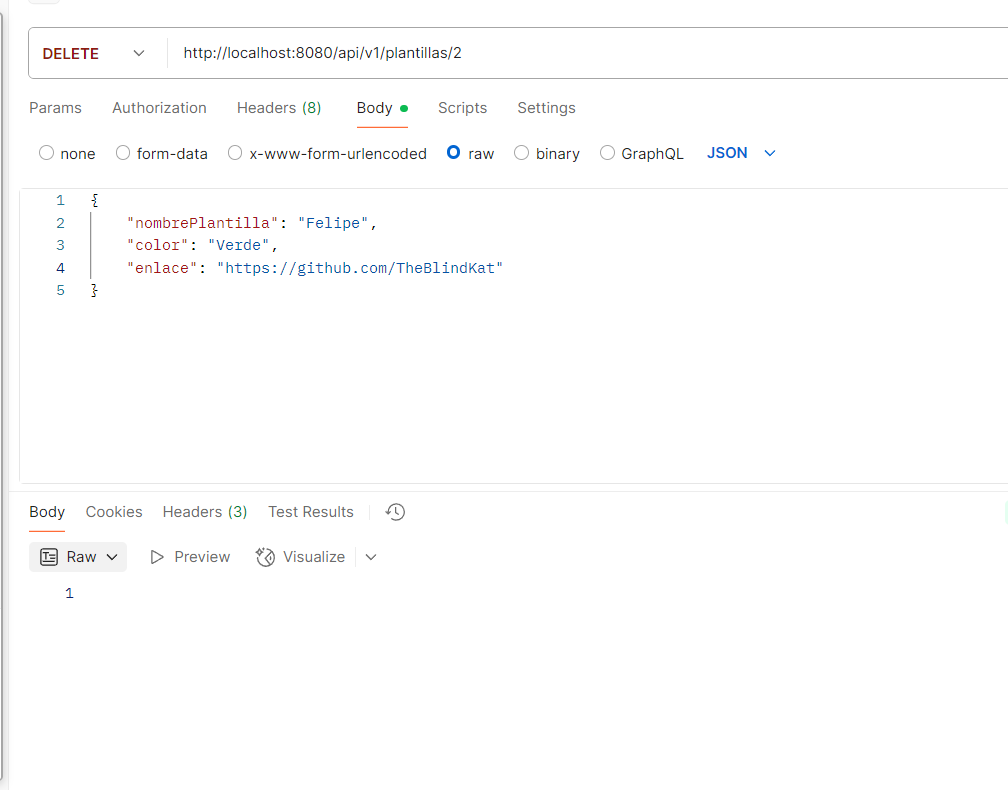 DELETE http://localhost:8080/api/v1/plantillas/2
Params Authorization Headers (8) Body Scripts Settings
none form-data x-www-form-urlencoded raw binary GraphQL JSON
1 {
2 "nombrePlantilla": "Felipe",
3 "color": "Verde",
4 "enlace": "https://github.com/TheBlindKat"
5 }
Body Cookies Headers (3) Test Results
Raw Preview Visualize
1